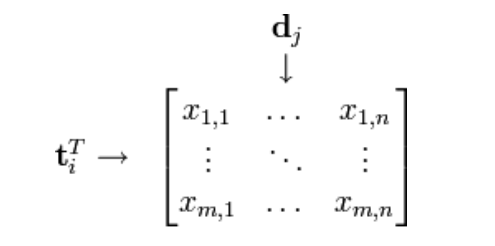 d_j
↓
x_{1,1} … x_{1,n}
t_i^T → ⋮ ⋱ ⋮
x_{m,1} … x_{m,n}